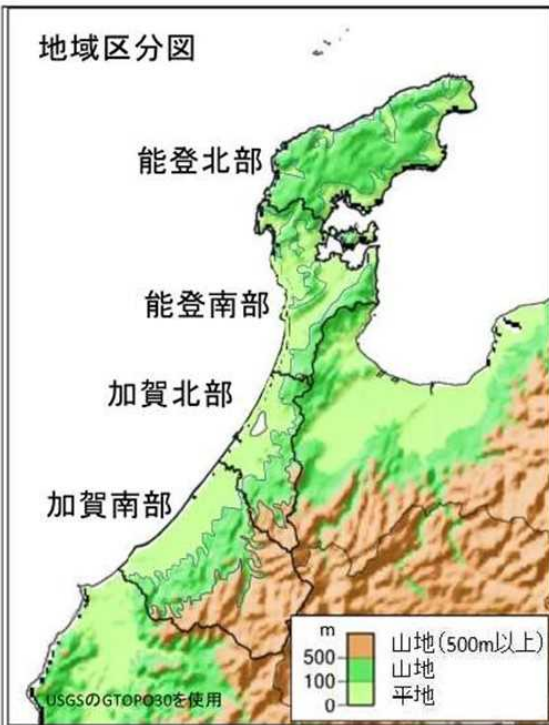 地域区分図
能登北部
能登南部
加賀北部
加賀南部
m
500
100
0
山地(500m以上)
山地
平地
USGSのGTOPO30を使用